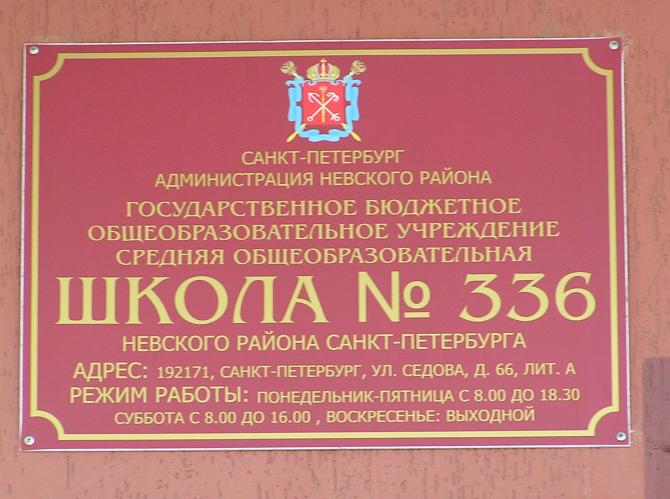 САНКТ-ПЕТЕРБУРГ
АДМИНИСТРАЦИЯ НЕВСКОГО РАЙОНА
ГОСУДАРСТВЕННОЕ БЮДЖЕТНОЕ
ОБЩЕОБРАЗОВАТЕЛЬНОЕ УЧРЕЖДЕНИЕ
СРЕДНЯЯ ОБЩЕОБРАЗОВАТЕЛЬНАЯ
ШКОЛА № 336
НЕВСКОГО РАЙОНА САНКТ-ПЕТЕРБУРГА
АДРЕС: 192171, САНКТ-ПЕТЕРБУРГ, УЛ. СЕДОВА, Д. 66, ЛИТ. А
РЕЖИМ РАБОТЫ: ПОНЕДЕЛЬНИК-ПЯТНИЦА С 8.00 ДО 18.30
СУББОТА С 8.00 ДО 16.00 , ВОСКРЕСЕНЬЕ: ВЫХОДНОЙ